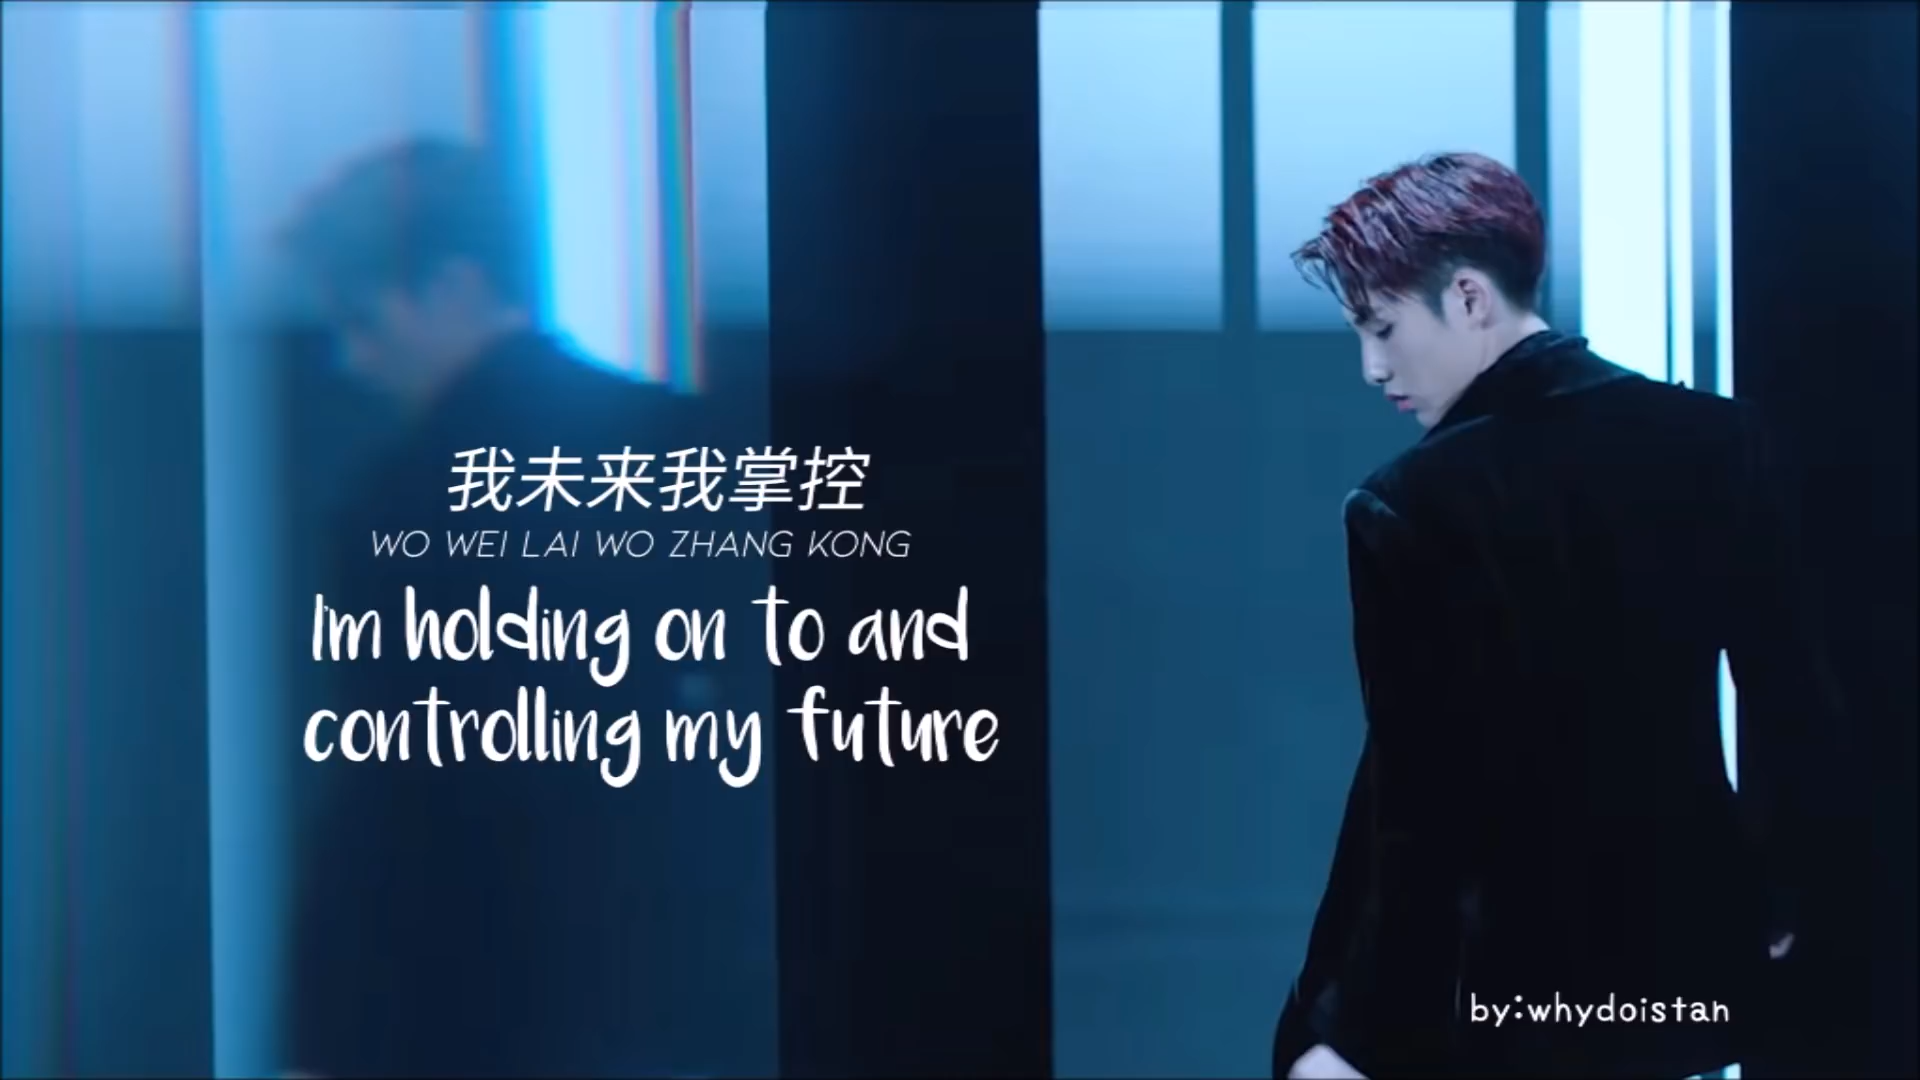 我未来我掌控
WO WEI LAI WO ZHANG KONG
I'm holding on to and
controlling my future
by:whydoistan